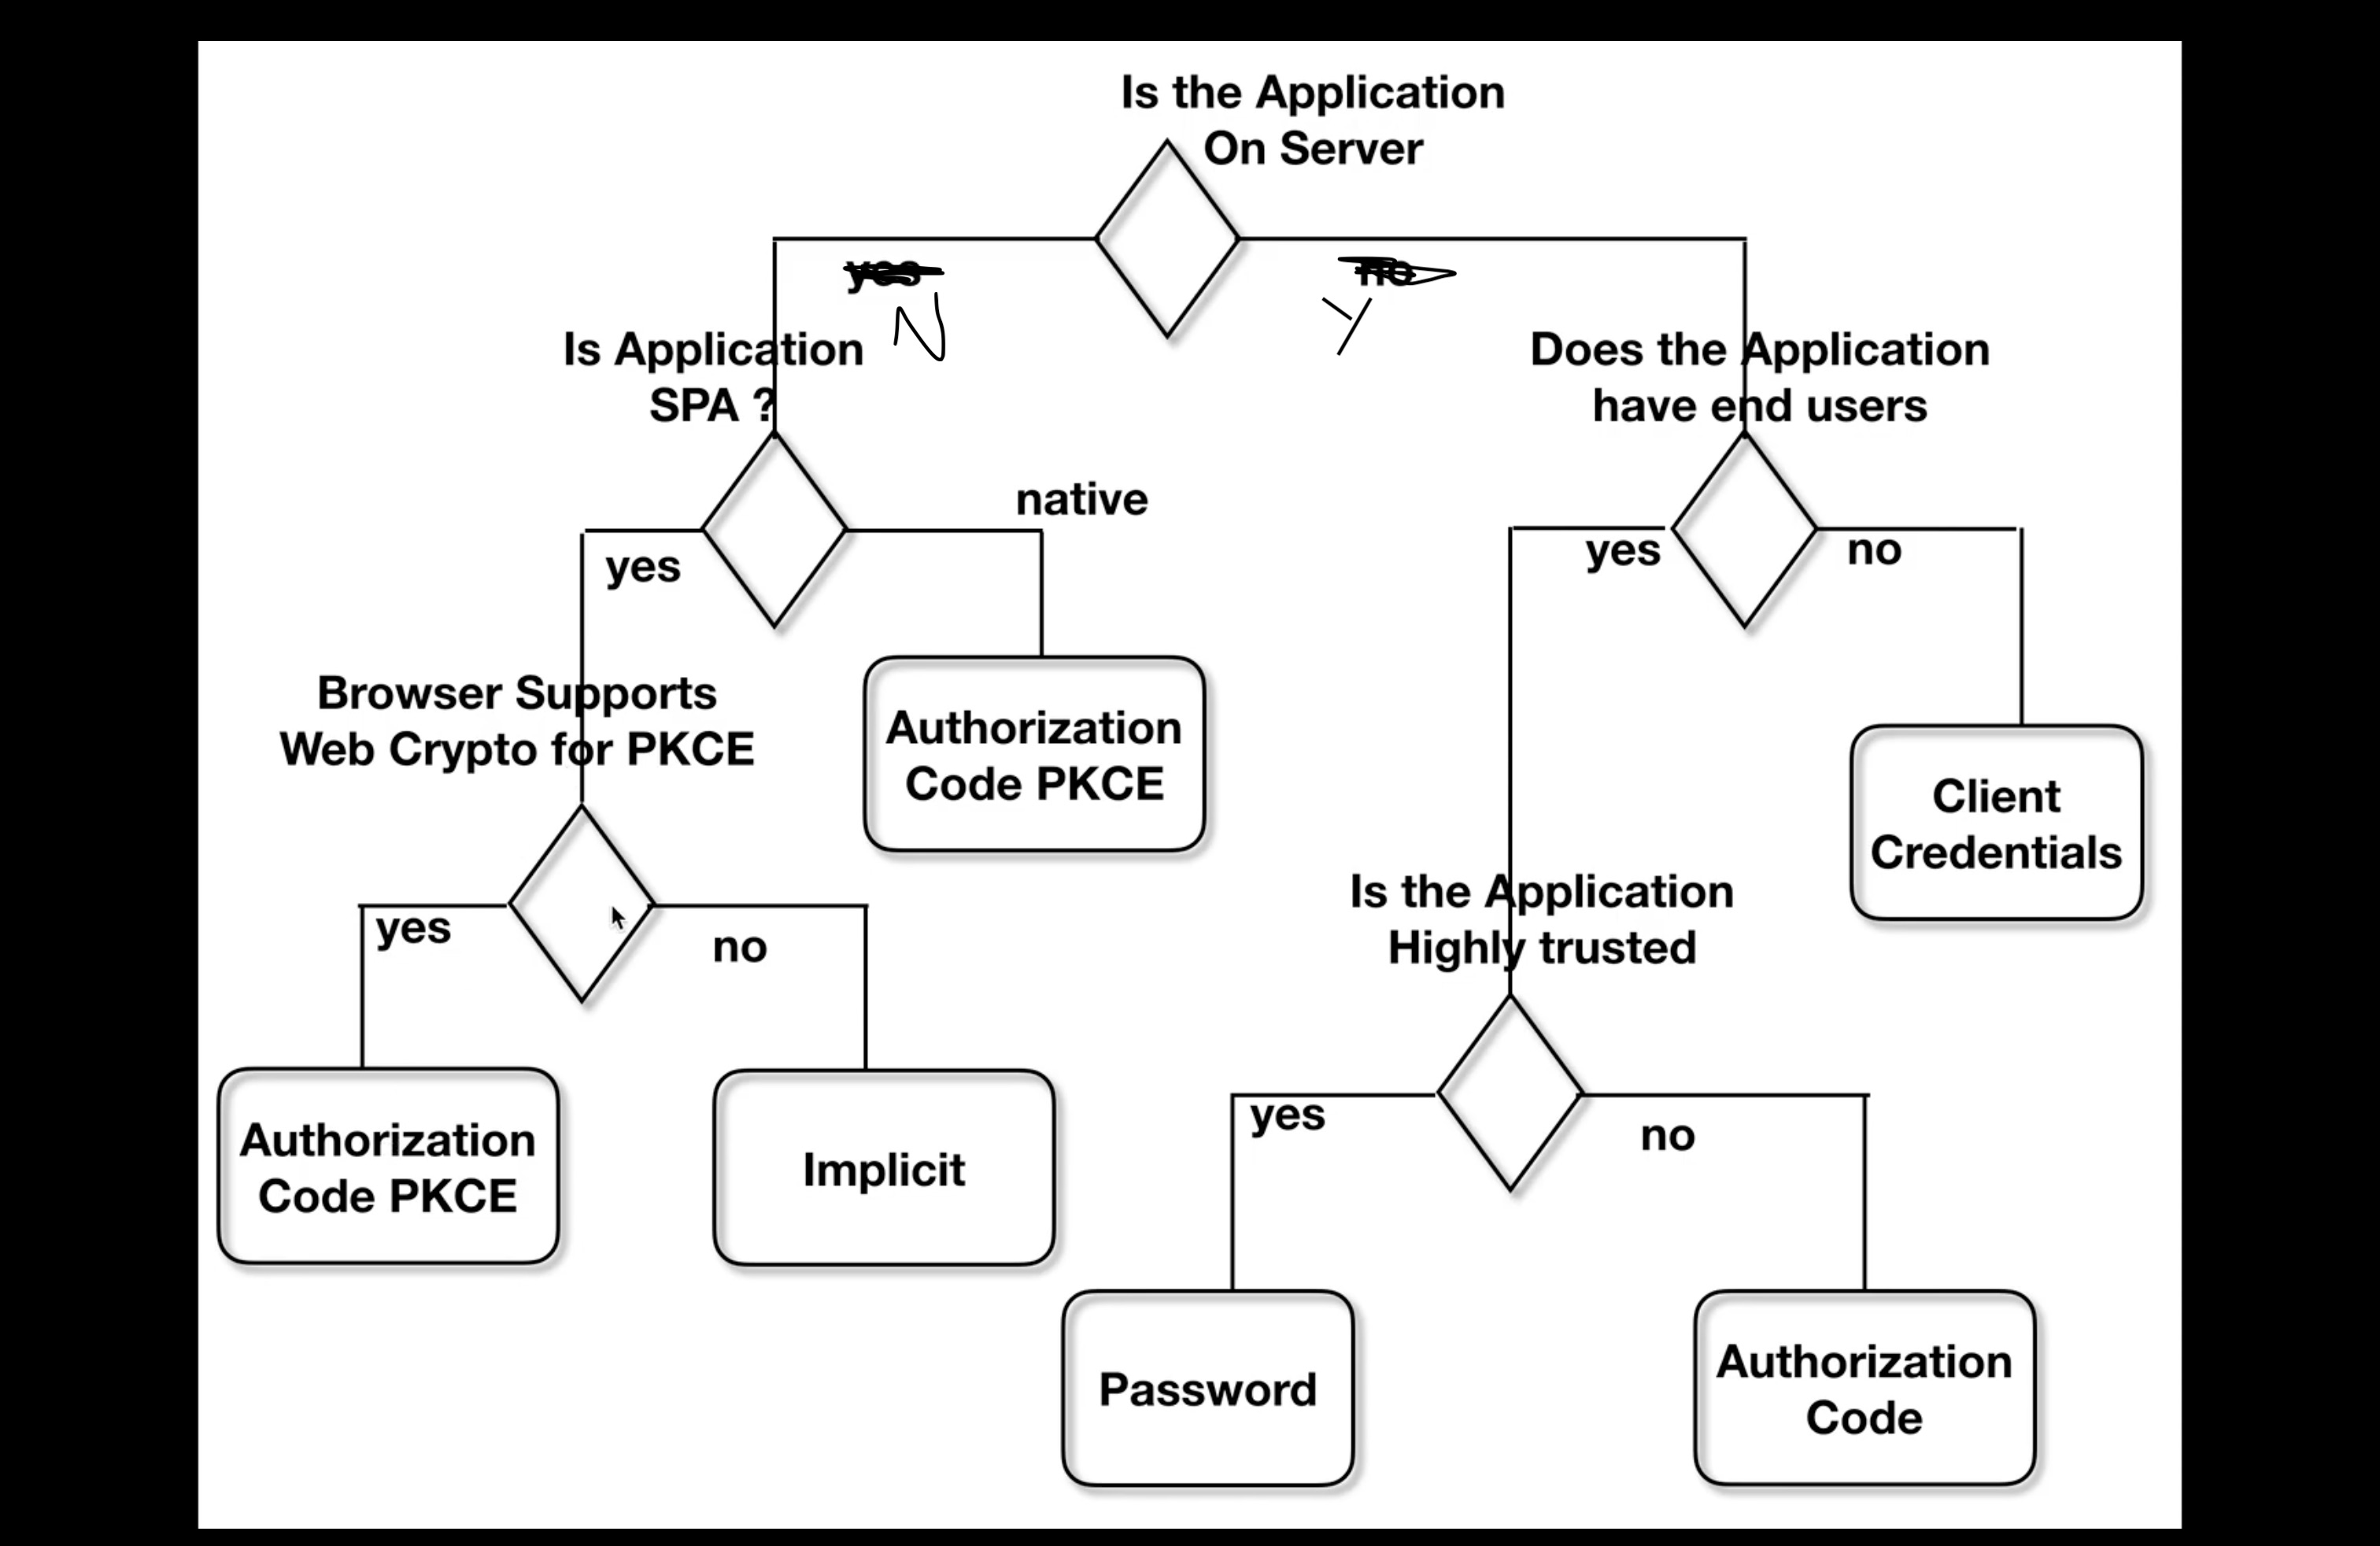 Is the Application
On Server
yes
no
N
Y
Is Application
SPA ?
Does the Application
have end users
native
yes
yes
no
Browser Supports
Web Crypto for PKCE
Authorization
Code PKCE
Client
Credentials
Is the Application
Highly trusted
yes
no
yes
no
Authorization
Code PKCE
Implicit
Password
Authorization
Code